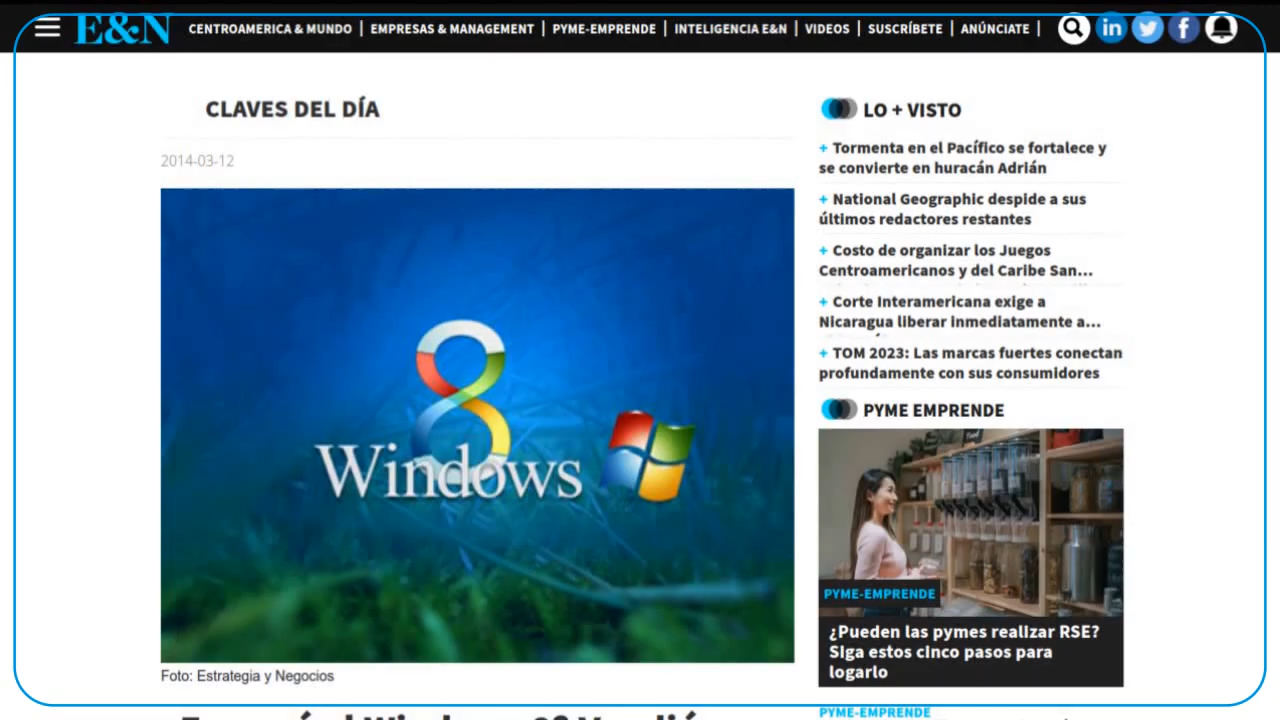 E&N
CENTROAMERICA & MUNDO | EMPRESAS & MANAGEMENT | PYME-EMPRENDE | INTELIGENCIA E&N | VIDEOS | SUSCRÍBETE | ANÚNCIATE |
CLAVES DEL DÍA
2014-03-12
8
Windows
Foto: Estrategia y Negocios
LO + VISTO
+ Tormenta en el Pacífico se fortalece y
se convierte en huracán Adrián
+ National Geographic despide a sus
últimos redactores restantes
+ Costo de organizar los Juegos
Centroamericanos y del Caribe San...
+ Corte Interamericana exige a
Nicaragua liberar inmediatamente a...
+ TOM 2023: Las marcas fuertes conectan
profundamente con sus consumidores
PYME EMPRENDE
PYME-EMPRENDE
¿Pueden las pymes realizar RSE?
Siga estos cinco pasos para
logarlo
PYME-EMPRENDE